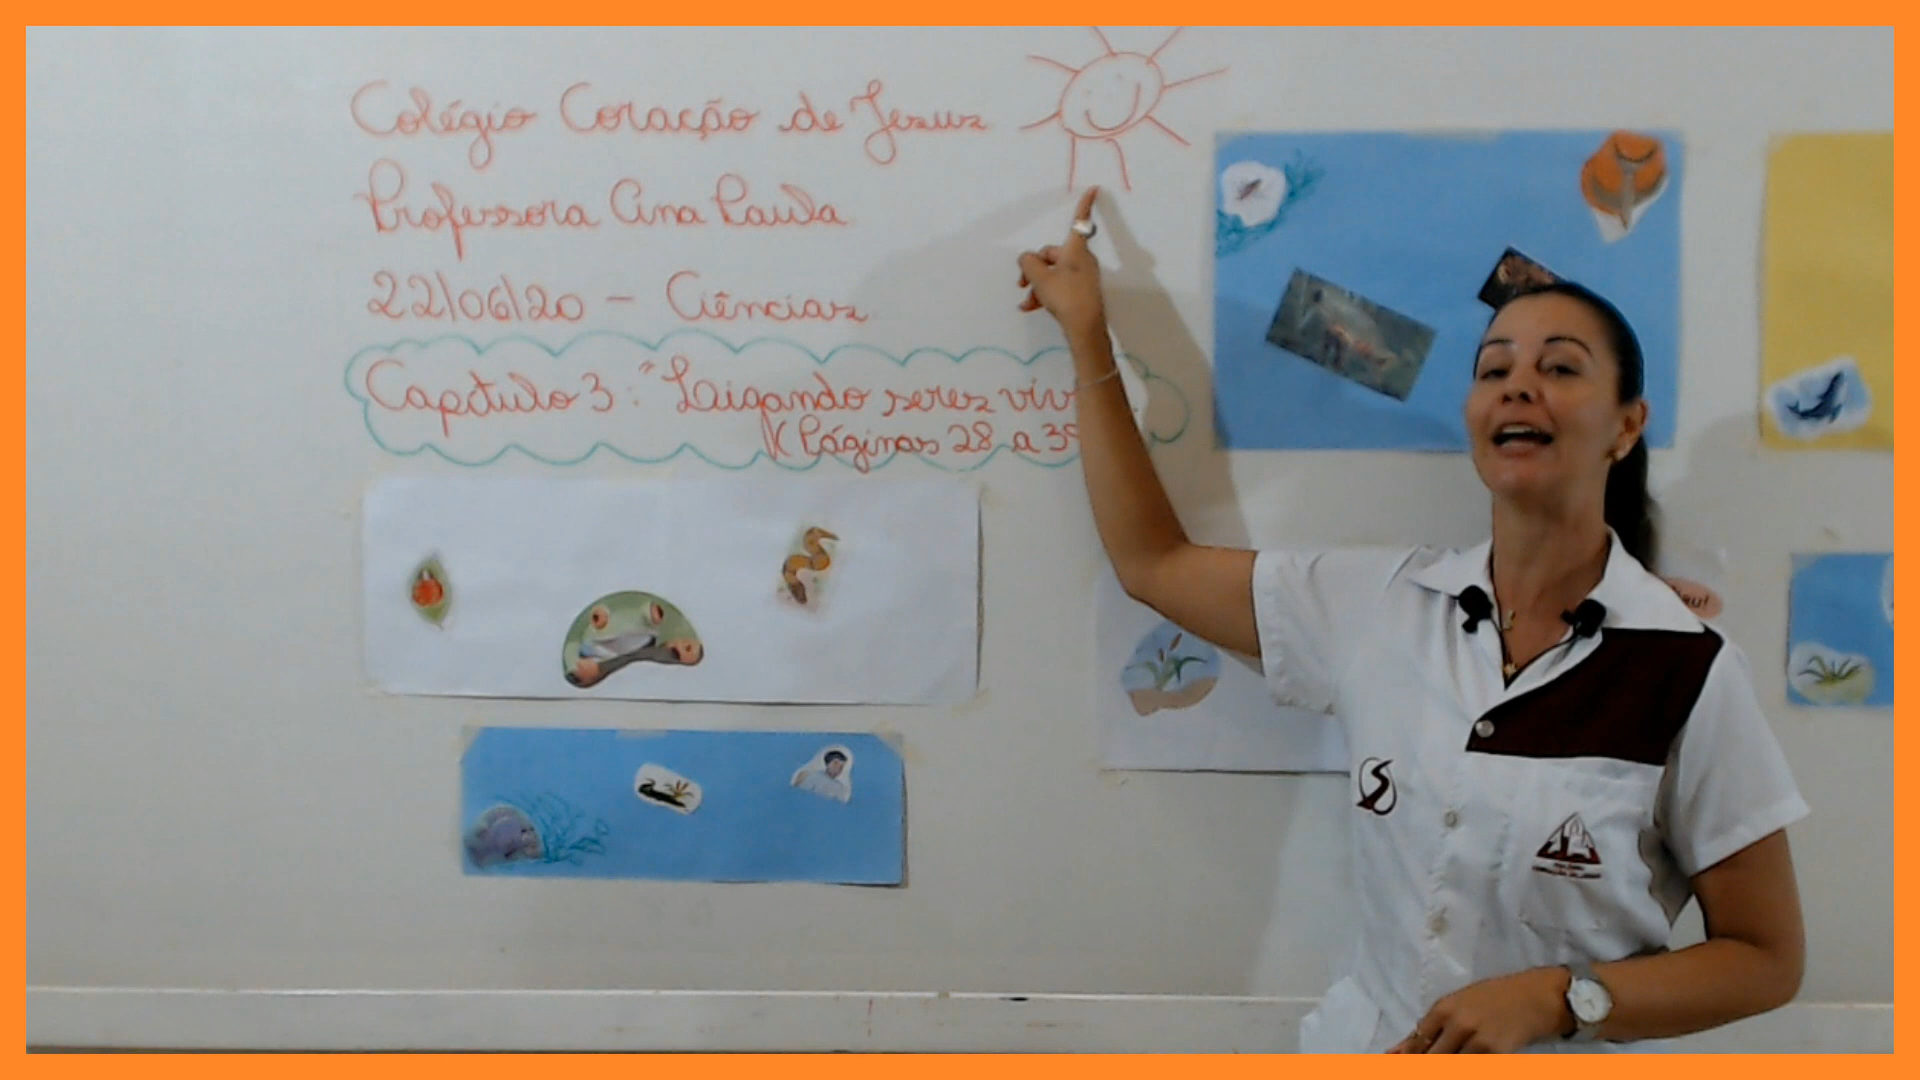 Colégio Coração de Jesus
Professora Ana Paula
22/06/20 - Ciências
Capítulo 3: "Ligando seres
(Páginas 28 a